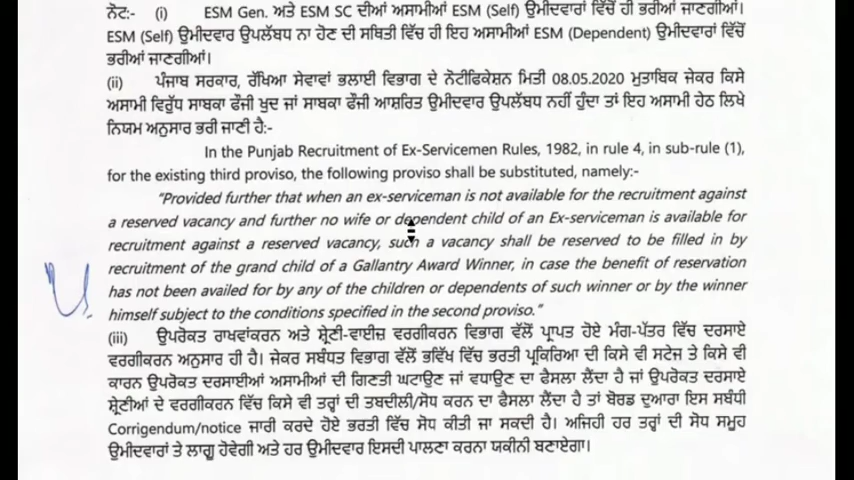 ਨੋਟ:- (i) ESM Gen. ਅਤੇ ESM SC ਦੀਆਂ ਅਸਾਮੀਆਂ ESM (Self) ਉਮੀਦਵਾਰਾਂ ਵਿੱਚੋਂ ਹੀ ਭਰੀਆਂ ਜਾਣਗੀਆਂ।
ESM (Self) ਉਮੀਦਵਾਰ ਉਪਲੱਬਧ ਨਾ ਹੋਣ ਦੀ ਸਥਿਤੀ ਵਿੱਚ ਹੀ ਇਹ ਅਸਾਮੀਆਂ ESM (Dependent) ਉਮੀਦਵਾਰਾਂ ਵਿੱਚੋਂ
ਭਰੀਆਂ ਜਾਣਗੀਆਂ।
(ii) ਪੰਜਾਬ ਸਰਕਾਰ, ਰੱਖਿਆ ਸੇਵਾਵਾਂ ਭਲਾਈ ਵਿਭਾਗ ਦੇ ਨੋਟੀਫਿਕੇਸ਼ਨ ਮਿਤੀ 08.05.2020 ਮੁਤਾਬਿਕ ਜੇਕਰ ਕਿਸੇ
ਅਸਾਮੀ ਵਿਰੁੱਧ ਸਾਬਕਾ ਫੌਜੀ ਖੁਦ ਜਾਂ ਸਾਬਕਾ ਫੌਜੀ ਆਸ਼ਰਿਤ ਉਮੀਦਵਾਰ ਉਪਲੱਬਧ ਨਹੀਂ ਹੁੰਦਾ ਤਾਂ ਇਹ ਅਸਾਮੀ ਹੇਠ ਲਿਖੇ
ਨਿਯਮ ਅਨੁਸਾਰ ਭਰੀ ਜਾਣੀ ਹੈ:-
In the Punjab Recruitment of Ex-Servicemen Rules, 1982, in rule 4, in sub-rule (1),
for the existing third proviso, the following proviso shall be substituted, namely:-
“Provided further that when an ex-serviceman is not available for the recruitment against
a reserved vacancy and further no wife or dependent child of an Ex-serviceman is available for
recruitment against a reserved vacancy, such a vacancy shall be reserved to be filled in by
recruitment of the grand child of a Gallantry Award Winner, in case the benefit of reservation
has not been availed for by any of the children or dependents of such winner or by the winner
himself subject to the conditions specified in the second proviso.”
(iii) ਉਪਰੋਕਤ ਰਾਖਵਾਂਕਰਨ ਅਤੇ ਸ਼੍ਰੇਣੀ-ਵਾਈਜ਼ ਵਰਗੀਕਰਨ ਵਿਭਾਗ ਵੱਲੋਂ ਪ੍ਰਾਪਤ ਹੋਏ ਮੰਗ-ਪੱਤਰ ਵਿੱਚ ਦਰਸਾਏ
ਵਰਗੀਕਰਨ ਅਨੁਸਾਰ ਹੀ ਹੈ। ਜੇਕਰ ਸਬੰਧਤ ਵਿਭਾਗ ਵੱਲੋਂ ਭਵਿੱਖ ਵਿੱਚ ਭਰਤੀ ਪ੍ਰਕਿਰਿਆ ਦੀ ਕਿਸੇ ਵੀ ਸਟੇਜ ਤੇ ਕਿਸੇ ਵੀ
ਕਾਰਨ ਉਪਰੋਕਤ ਦਰਸਾਈਆਂ ਅਸਾਮੀਆਂ ਦੀ ਗਿਣਤੀ ਘਟਾਉਣ ਜਾਂ ਵਧਾਉਣ ਦਾ ਫੈਸਲਾ ਲੈਂਦਾ ਹੈ ਜਾਂ ਉਪਰੋਕਤ ਦਰਸਾਏ
ਸ਼੍ਰੇਣੀਆਂ ਦੇ ਵਰਗੀਕਰਨ ਵਿੱਚ ਕਿਸੇ ਵੀ ਤਰ੍ਹਾਂ ਦੀ ਤਬਦੀਲੀ/ਸੋਧ ਕਰਨ ਦਾ ਫੈਸਲਾ ਲੈਂਦਾ ਹੈ ਤਾਂ ਬੋਰਡ ਦੁਆਰਾ ਇਸ ਸਬੰਧੀ
Corrigendum/notice ਜਾਰੀ ਕਰਦੇ ਹੋਏ ਭਰਤੀ ਵਿੱਚ ਸੋਧ ਕੀਤੀ ਜਾ ਸਕਦੀ ਹੈ। ਅਜਿਹੀ ਹਰ ਤਰ੍ਹਾਂ ਦੀ ਸੋਧ ਸਮੂਹ
ਉਮੀਦਵਾਰਾਂ ਤੇ ਲਾਗੂ ਹੋਵੇਗੀ ਅਤੇ ਹਰ ਉਮੀਦਵਾਰ ਇਸਦੀ ਪਾਲਣਾ ਕਰਨਾ ਯਕੀਨੀ ਬਣਾਏਗਾ।